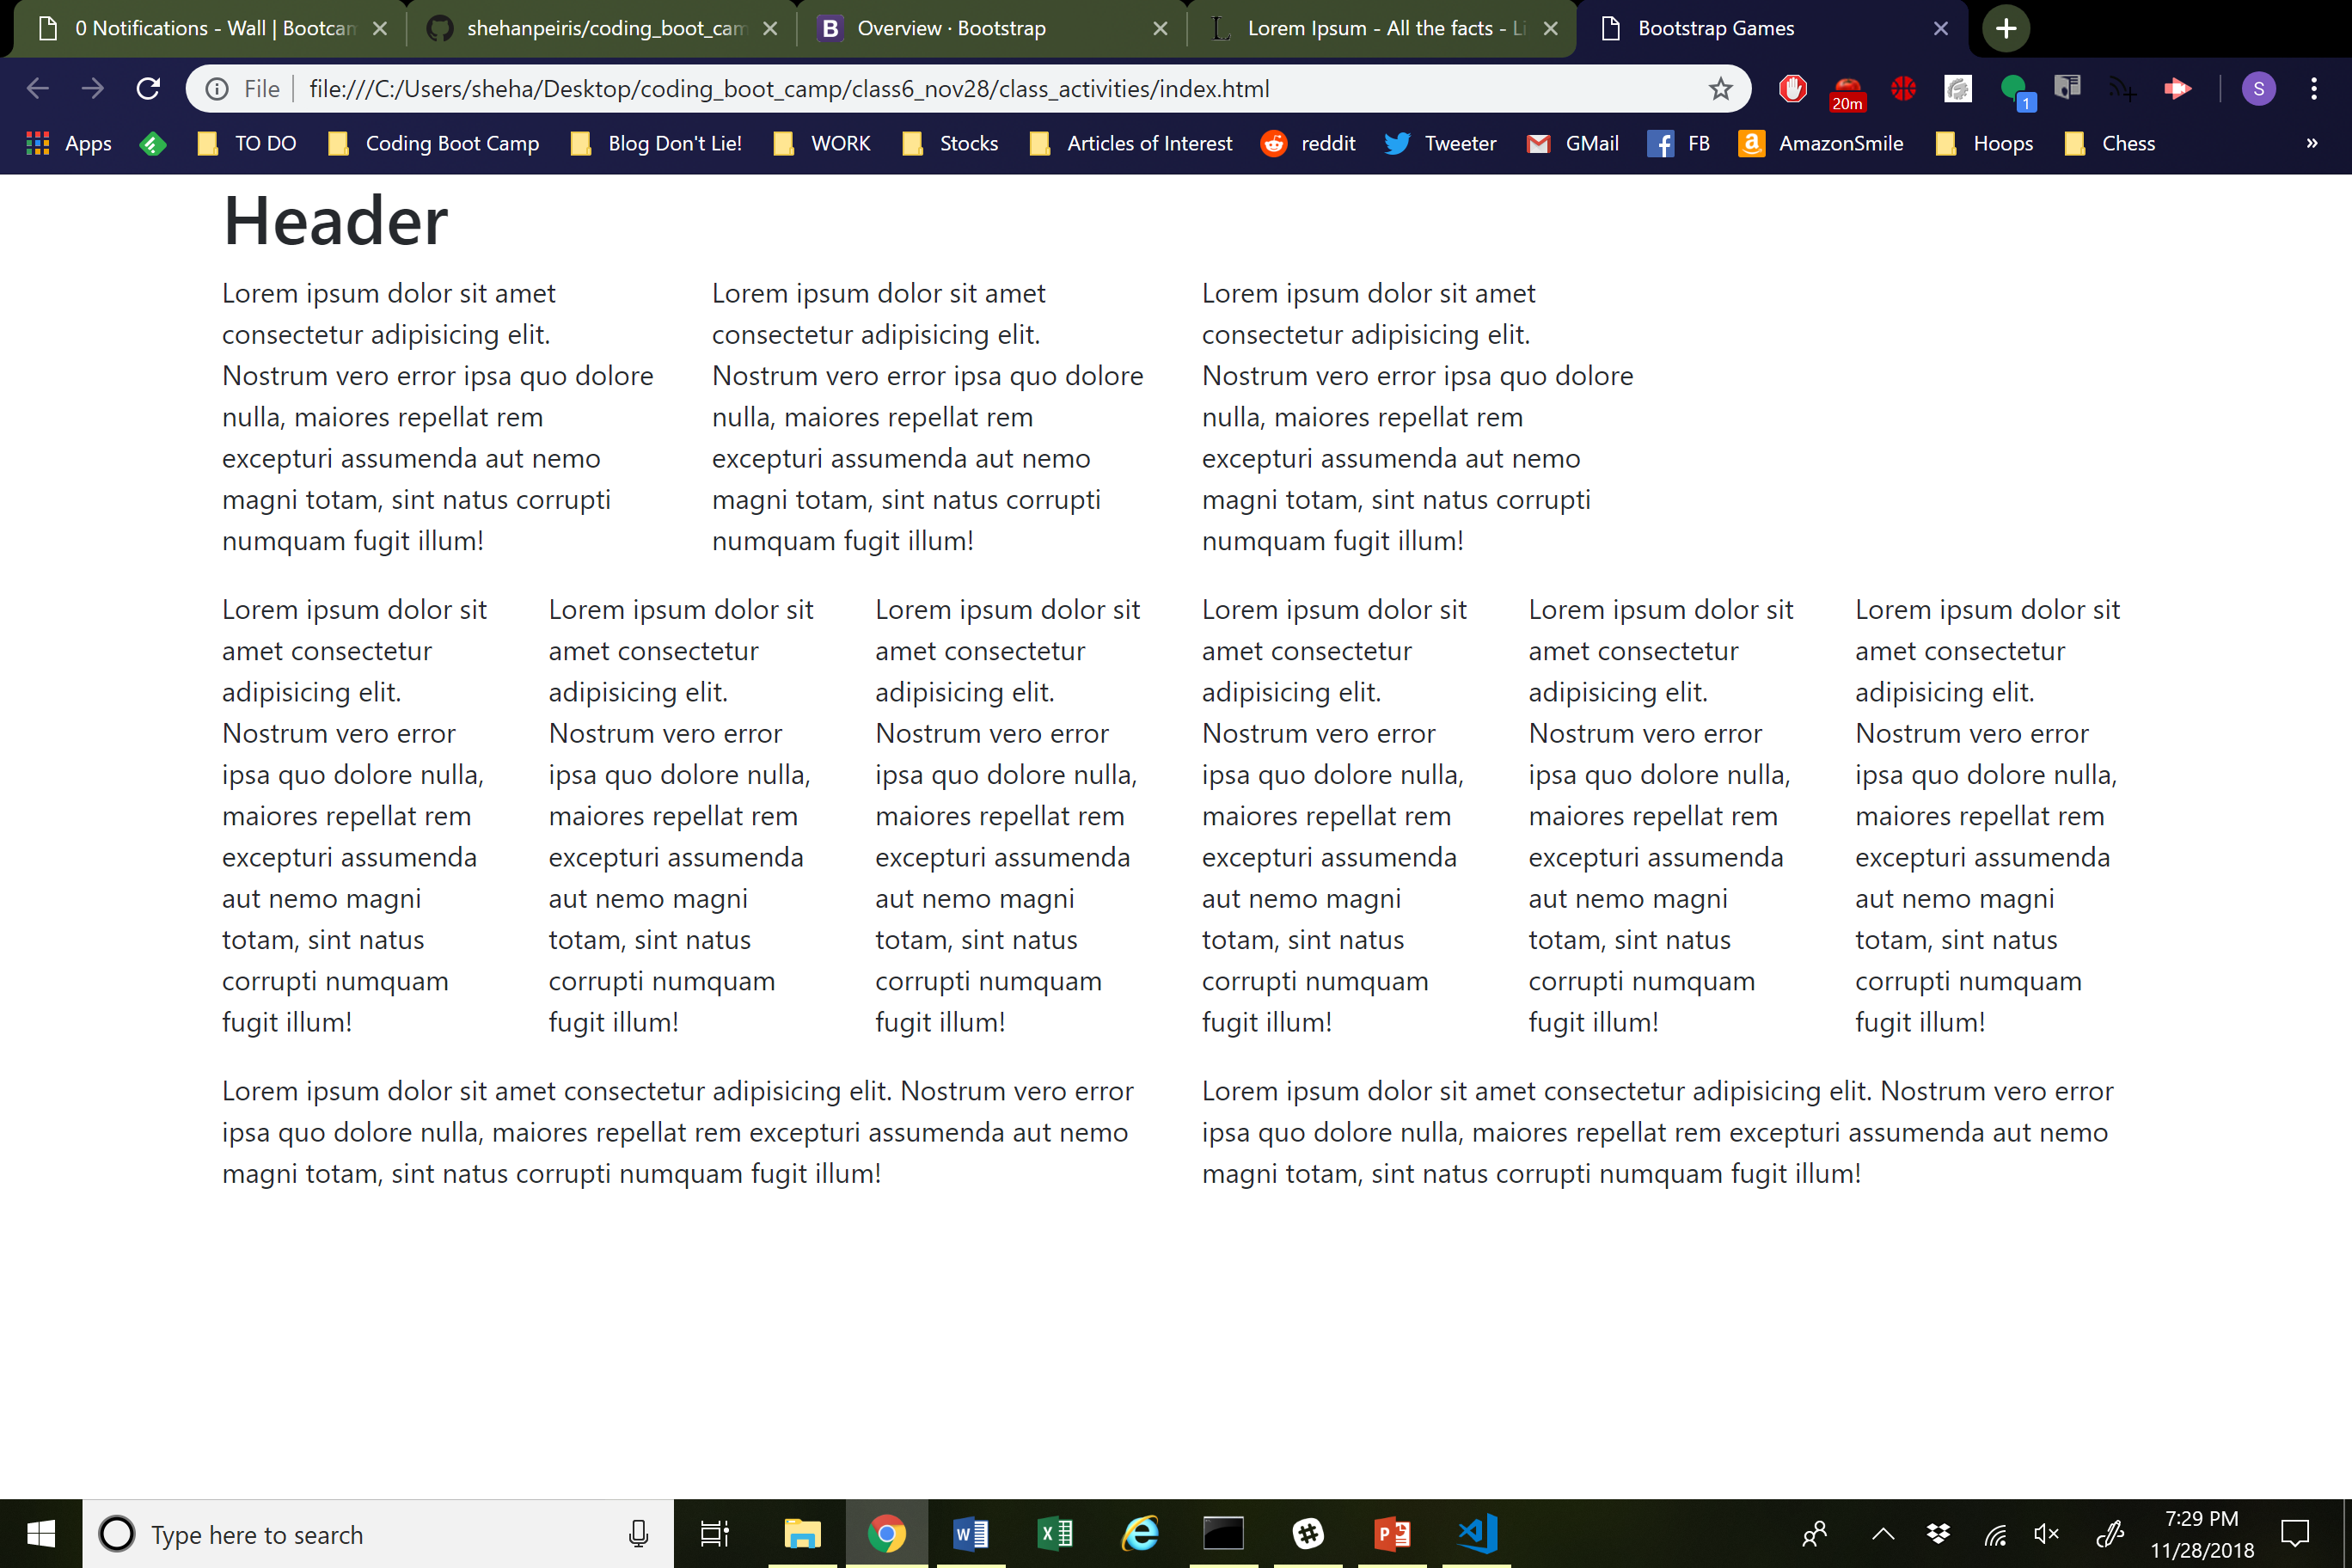 0 Notifications - Wall | Bootcam
shehanpeiris/coding_boot_cam
B Overview · Bootstrap
L Lorem Ipsum - All the facts - Li
Bootstrap Games
File file:///C:/Users/sheha/Desktop/coding_boot_camp/class6_nov28/class_activities/index.html
20m
1
S
Apps TO DO Coding Boot Camp Blog Don't Lie! WORK Stocks Articles of Interest reddit Tweeter GMail FB AmazonSmile Hoops Chess »
Header
Lorem ipsum dolor sit amet
consectetur adipisicing elit.
Nostrum vero error ipsa quo dolore
nulla, maiores repellat rem
excepturi assumenda aut nemo
magni totam, sint natus corrupti
numquam fugit illum!
Lorem ipsum dolor sit amet
consectetur adipisicing elit.
Nostrum vero error ipsa quo dolore
nulla, maiores repellat rem
excepturi assumenda aut nemo
magni totam, sint natus corrupti
numquam fugit illum!
Lorem ipsum dolor sit amet
consectetur adipisicing elit.
Nostrum vero error ipsa quo dolore
nulla, maiores repellat rem
excepturi assumenda aut nemo
magni totam, sint natus corrupti
numquam fugit illum!
Lorem ipsum dolor sit
amet consectetur
adipisicing elit.
Nostrum vero error
ipsa quo dolore nulla,
maiores repellat rem
excepturi assumenda
aut nemo magni
totam, sint natus
corrupti numquam
fugit illum!
Lorem ipsum dolor sit
amet consectetur
adipisicing elit.
Nostrum vero error
ipsa quo dolore nulla,
maiores repellat rem
excepturi assumenda
aut nemo magni
totam, sint natus
corrupti numquam
fugit illum!
Lorem ipsum dolor sit
amet consectetur
adipisicing elit.
Nostrum vero error
ipsa quo dolore nulla,
maiores repellat rem
excepturi assumenda
aut nemo magni
totam, sint natus
corrupti numquam
fugit illum!
Lorem ipsum dolor sit
amet consectetur
adipisicing elit.
Nostrum vero error
ipsa quo dolore nulla,
maiores repellat rem
excepturi assumenda
aut nemo magni
totam, sint natus
corrupti numquam
fugit illum!
Lorem ipsum dolor sit
amet consectetur
adipisicing elit.
Nostrum vero error
ipsa quo dolore nulla,
maiores repellat rem
excepturi assumenda
aut nemo magni
totam, sint natus
corrupti numquam
fugit illum!
Lorem ipsum dolor sit
amet consectetur
adipisicing elit.
Nostrum vero error
ipsa quo dolore nulla,
maiores repellat rem
excepturi assumenda
aut nemo magni
totam, sint natus
corrupti numquam
fugit illum!
Lorem ipsum dolor sit amet consectetur adipisicing elit. Nostrum vero error
ipsa quo dolore nulla, maiores repellat rem excepturi assumenda aut nemo
magni totam, sint natus corrupti numquam fugit illum!
Lorem ipsum dolor sit amet consectetur adipisicing elit. Nostrum vero error
ipsa quo dolore nulla, maiores repellat rem excepturi assumenda aut nemo
magni totam, sint natus corrupti numquam fugit illum!
Type here to search
7:29 PM
11/28/2018